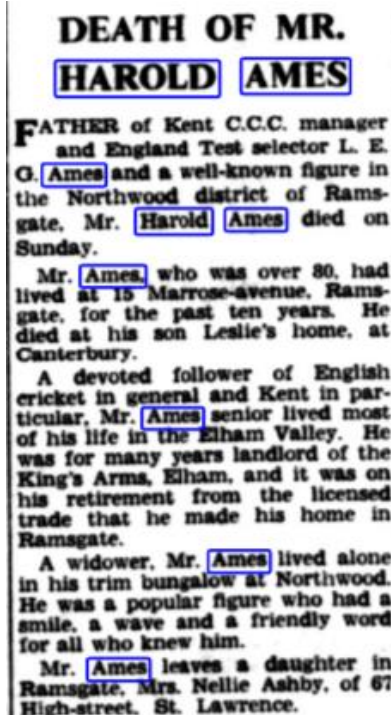 DEATH OF MR.
HAROLD AMES
FATHER of Kent C.C.C. manager
and England Test selector L. E.
G. Ames and a well-known figure in
the Northwood district of Rams-
gate, Mr. Harold Ames died on
Sunday.
Mr. Ames, who was over 80, had
lived at 15 Marrose-avenue, Rams-
gate, for the past ten years. He
died at his son Leslie's home, at
Canterbury.
A devoted follower of English
cricket in general and Kent in par-
ticular, Mr. Ames senior lived most
of his life in the Elham Valley. He
was for many years landlord of the
King's Arms, Elham, and it was on
his retirement from the licensed
trade that he made his home in
Ramsgate.
A widower, Mr. Ames lived alone
in his trim bungalow at Northwood.
He was a popular figure who had a
smile, a wave and a friendly word
for all who knew him.
Mr. Ames leaves a daughter in
Ramsgate, Mrs. Nellie Ashby, of 67
High-street, St. Lawrence.